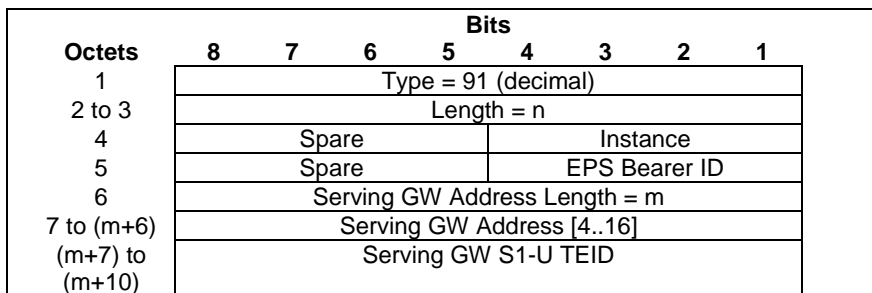 Bits
Octets 8 7 6 5 4 3 2 1
1 Type = 91 (decimal)
2 to 3 Length = n
4 Spare Instance
5 Spare EPS Bearer ID
6 Serving GW Address Length = m
7 to (m+6) Serving GW Address [4..16]
(m+7) to Serving GW S1-U TEID
(m+10)